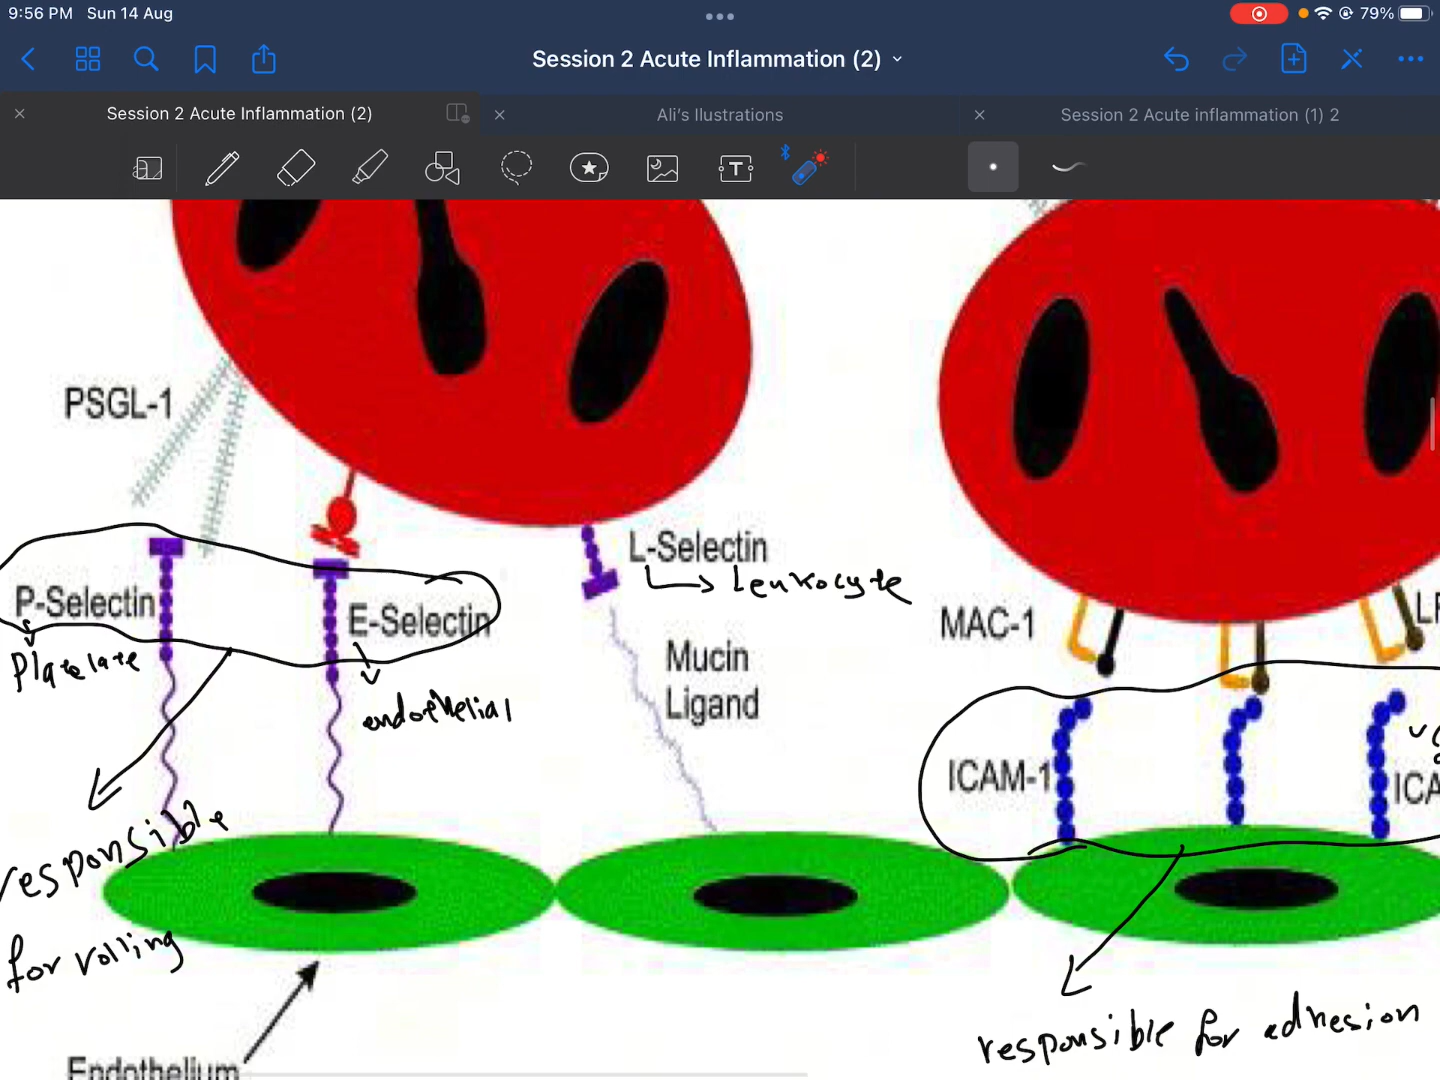 9:56 PM Sun 14 Aug
79%
Session 2 Acute Inflammation (2)
Session 2 Acute Inflammation (2)
Ali's Ilustrations
Session 2 Acute inflammation (1) 2
PSGL-1
P-Selectin
Platelate
E-Selectin
endothelial
L-Selectin
Leukocyte
Mucin
Ligand
MAC-1
ICAM-1
responsible
for rolling
responsible for adhesion
Endothelium